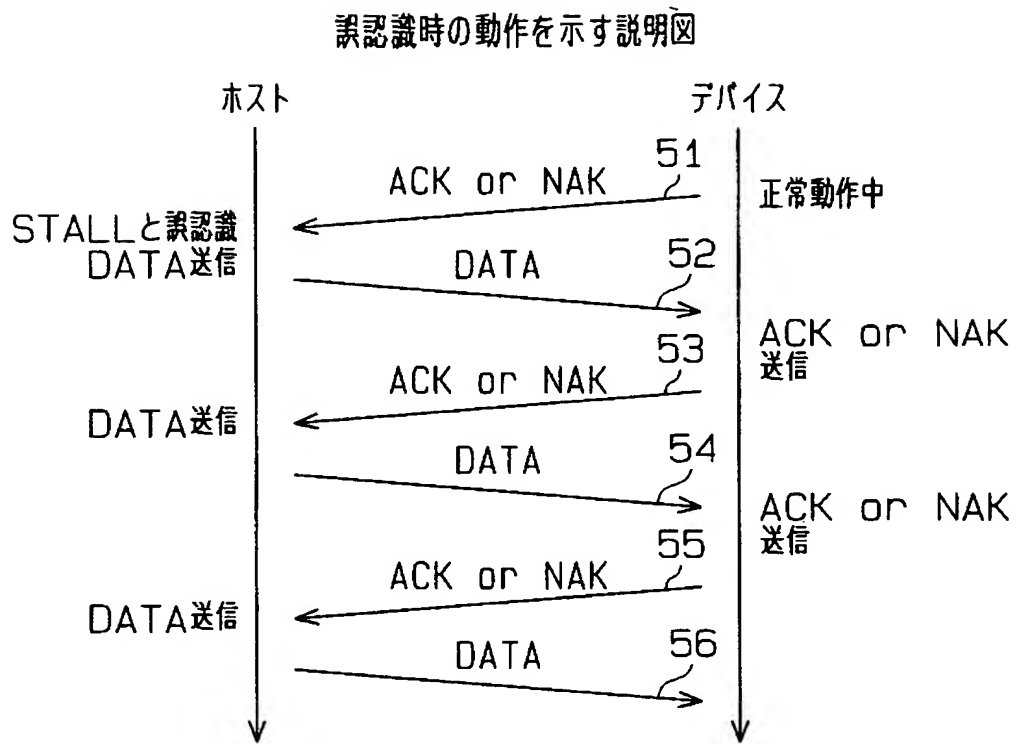 誤認識時の動作を示す説明図
ホスト
デバイス
51
ACK or NAK
正常動作中
STALLと誤認識
DATA送信
DATA
52
ACK or NAK
送信
53
ACK or NAK
DATA送信
DATA
54
ACK or NAK
送信
55
ACK or NAK
DATA送信
DATA
56